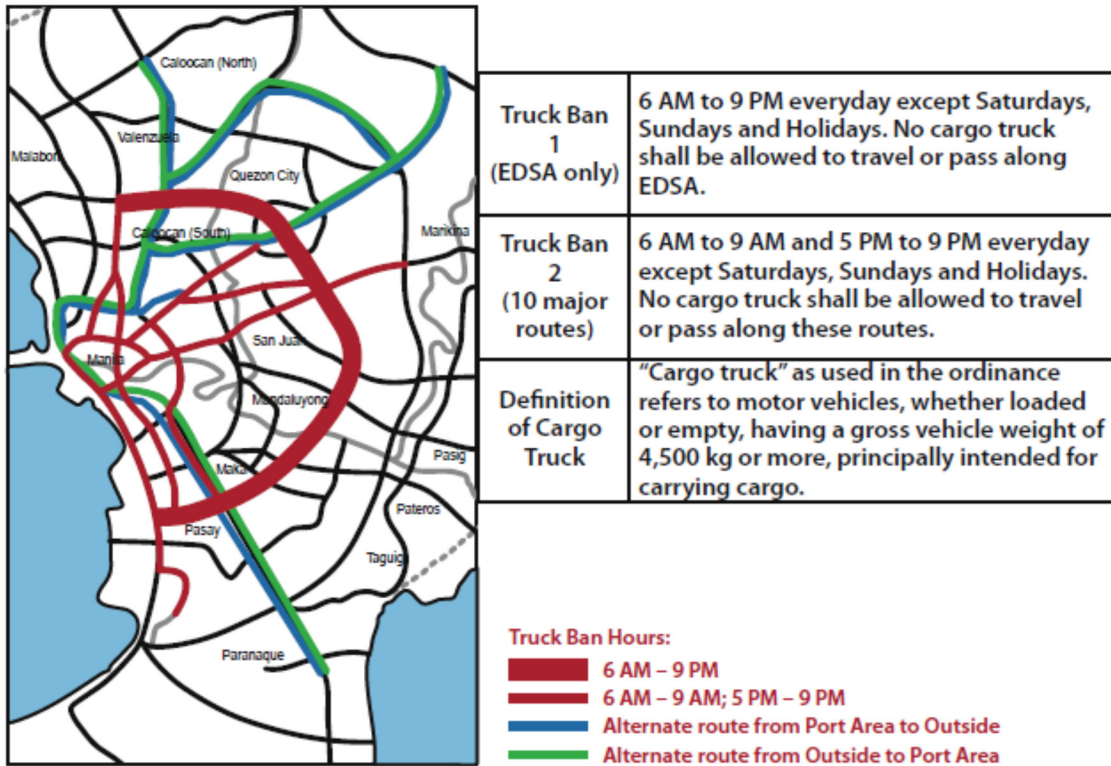 Caloocan (North)
Valenzuela
Malabon
Quezon City
Caloocan (South)
Marikina
San Juan
Manila
Mandaluyong
Pasig
Pateros
Pasay
Taguig
Paranaque
Truck Ban
1
(EDSA only)
6 AM to 9 PM everyday except Saturdays,
Sundays and Holidays. No cargo truck
shall be allowed to travel or pass along
EDSA.
Truck Ban
2
(10 major
routes)
6 AM to 9 AM and 5 PM to 9 PM everyday
except Saturdays, Sundays and Holidays.
No cargo truck shall be allowed to travel
or pass along these routes.
Definition
of Cargo
Truck
“Cargo truck” as used in the ordinance
refers to motor vehicles, whether loaded
or empty, having a gross vehicle weight of
4,500 kg or more, principally intended for
carrying cargo.
Truck Ban Hours:
6 AM – 9 PM
6 AM – 9 AM; 5 PM – 9 PM
Alternate route from Port Area to Outside
Alternate route from Outside to Port Area